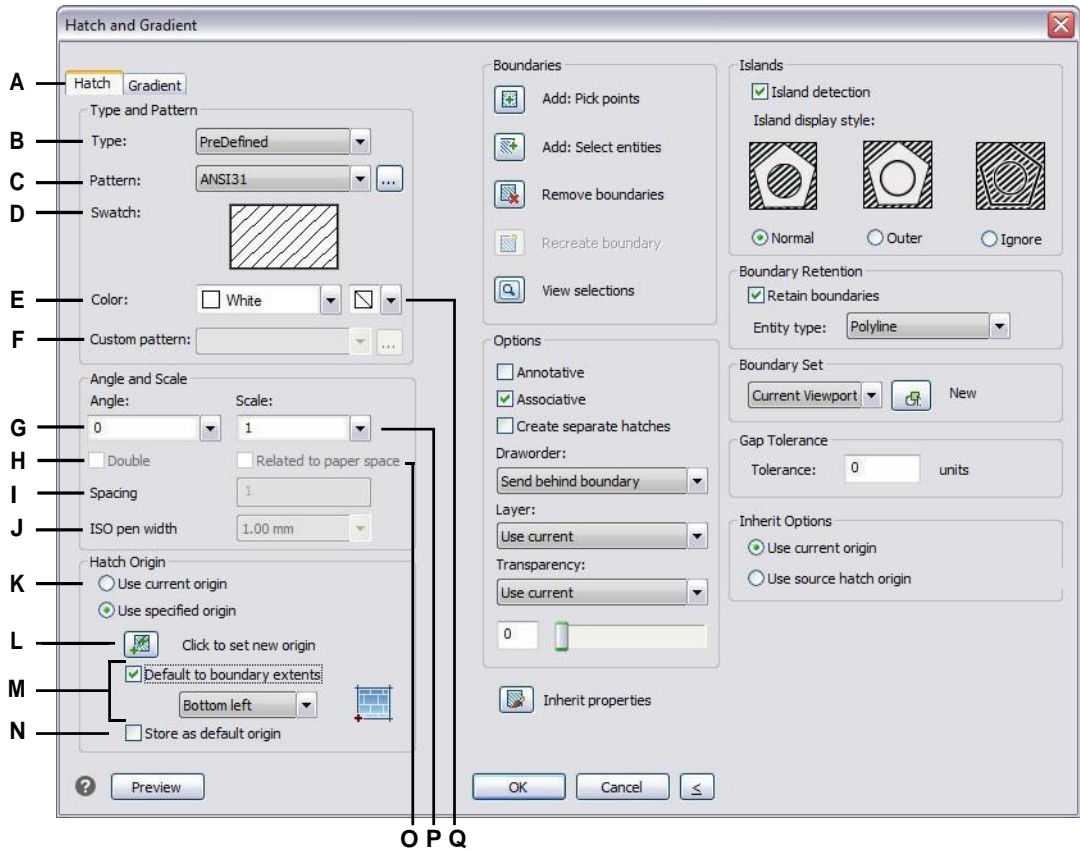 Hatch and Gradient
A
Hatch Gradient
Type and Pattern
B
Type: PreDefined
C
Pattern: ANSI31 ...
D
Swatch:
E
Color: White
Q
F
Custom pattern: ...
Angle and Scale
Angle: Scale:
G
0 1
H
Double Related to paper space
I
Spacing 1
J
ISO pen width 1.00 mm
Hatch Origin
K
Use current origin
Use specified origin
L
Click to set new origin
M
Default to boundary extents
Bottom left
N
Store as default origin
? Preview
O P
Boundaries
Add: Pick points
Add: Select entities
Remove boundaries
Recreate boundary
View selections
Options
Annotative
Associative
Create separate hatches
Draworder:
Send behind boundary
Layer:
Use current
Transparency:
Use current
0
Inherit properties
OK Cancel <
Islands
Island detection
Island display style:
Normal Outer Ignore
Boundary Retention
Retain boundaries
Entity type: Polyline
Boundary Set
Current Viewport New
Gap Tolerance
Tolerance: 0 units
Inherit Options
Use current origin
Use source hatch origin